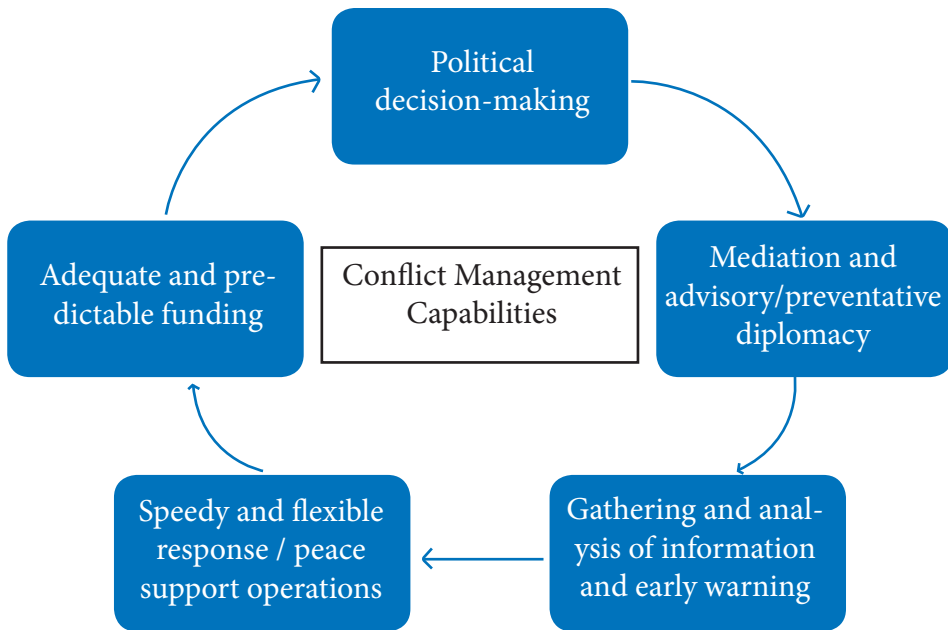 Political
decision-making
Mediation and
advisory/preventative
diplomacy
Gathering and anal-
ysis of information
and early warning
Speedy and flexible
response / peace
support operations
Adequate and pre-
dictable funding
Conflict Management
Capabilities